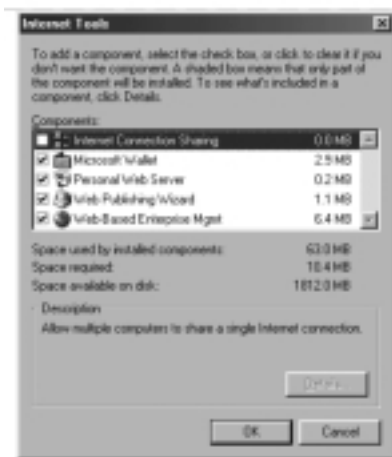 Internet Tools
To add a component, select the check box, or click to clear it if you
don't want the component. A shaded box means that only part of
the component will be installed. To see what's included in a
component, click Details.
Components:
Internet Connection Sharing 0.0 MB
Microsoft Wallet 2.9 MB
Personal Web Server 0.2 MB
Web Publishing Wizard 1.1 MB
Web-Based Enterprise Mgmt 6.4 MB
Space used by installed components: 63.0 MB
Space required: 10.4 MB
Space available on disk: 1812.0 MB
Description
Allow multiple computers to share a single Internet connection.
Details...
OK Cancel